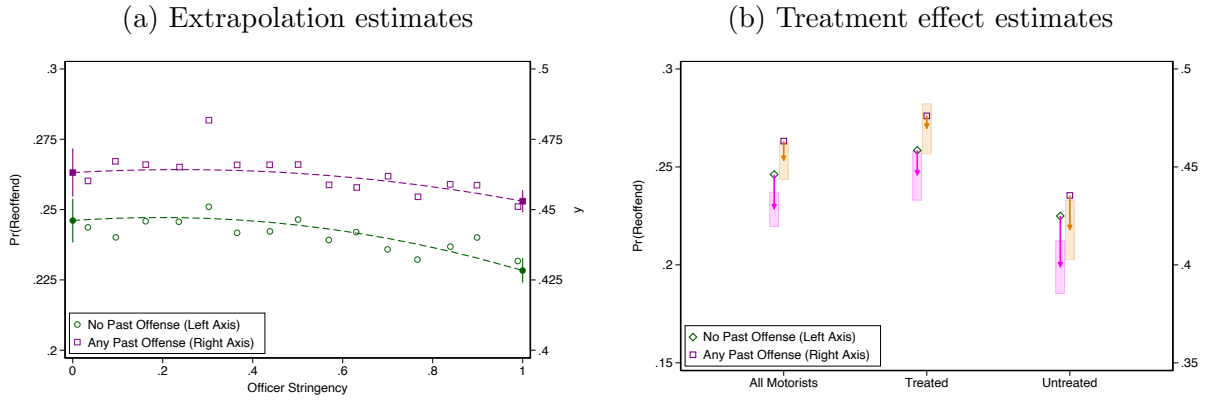 (a) Extrapolation estimates
.3
.275
.25
.225
.2
Pr(Reoffend)
.5
.475
.45
.425
.4
y
No Past Offense (Left Axis)
Any Past Offense (Right Axis)
0 .2 .4 .6 .8 1
Officer Stringency
(b) Treatment effect estimates
.3
.25
.2
.15
Pr(Reoffend)
.5
.45
.4
.35
No Past Offense (Left Axis)
Any Past Offense (Right Axis)
All Motorists Treated Untreated